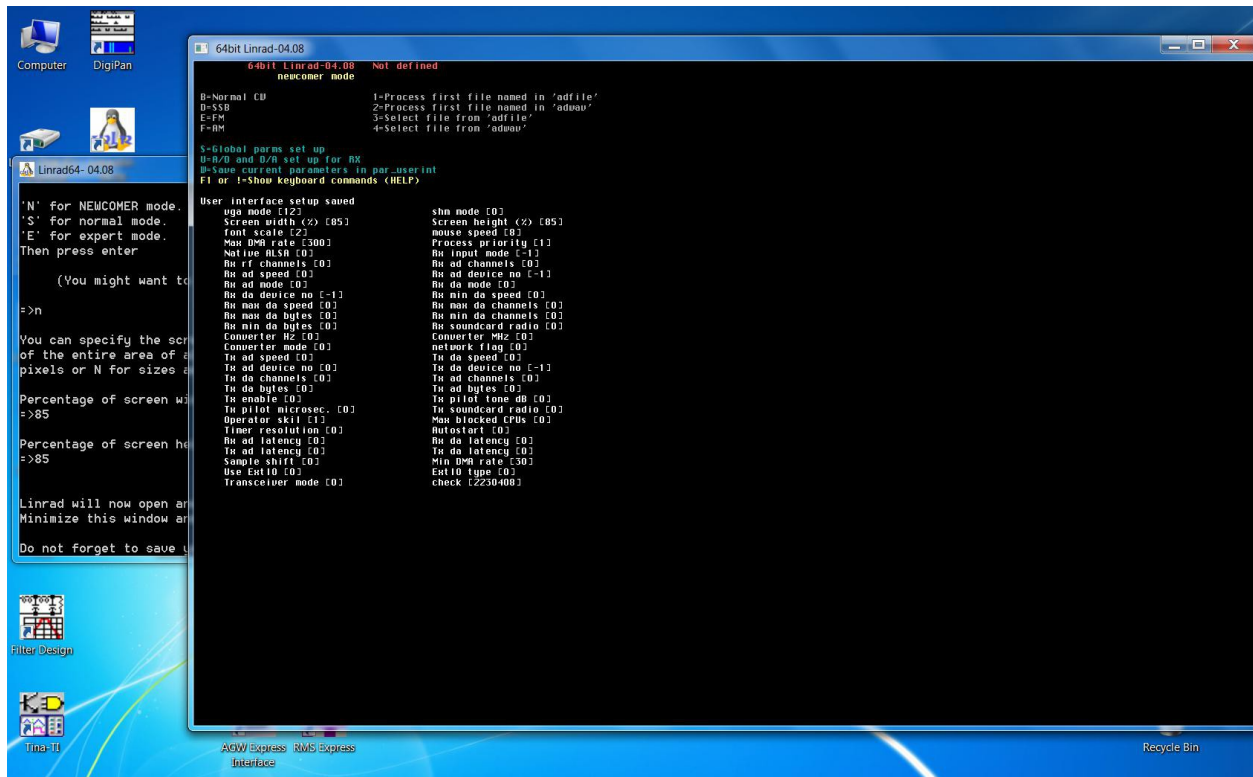 Computer
DigiPan
64bit Linrad-04.08
64bit Linrad-04.08 Not defined
newcomer mode
B=Normal CW 1=Process first file named in 'adfile'
D=SSB 2=Process first file named in 'adwav'
E=FM 3=Select file from 'adfile'
F=AM 4=Select file from 'adwav'
S=Global parms set up
U=A/D and D/A set up for RX
W=Save current parameters in par_userint
F1 or !=Show keyboard commands (HELP)
User interface setup saved
vga mode [12] shm mode [0]
Screen width (%) [85] Screen height (%) [85]
font scale [2] mouse speed [8]
Max DMA rate [300] Process priority [1]
Native ALSA [0] Rx input mode [-1]
Rx rf channels [0] Rx ad channels [0]
Rx ad speed [0] Rx ad device no [-1]
Rx ad mode [0] Rx da mode [0]
Rx da device no [-1] Rx min da speed [0]
Rx max da speed [0] Rx max da channels [0]
Rx max da bytes [0] Rx min da channels [0]
Rx min da bytes [0] Rx soundcard radio [0]
Converter Hz [0] Converter MHz [0]
Converter mode [0] network flag [0]
Tx ad speed [0] Tx da speed [0]
Tx ad device no [0] Tx da device no [-1]
Tx da channels [0] Tx ad channels [0]
Tx da bytes [0] Tx ad bytes [0]
Tx enable [0] Tx pilot tone dB [0]
Tx pilot microsec. [0] Tx soundcard radio [0]
Operator skil [1] Max blocked CPUs [0]
Timer resolution [0] Autostart [0]
Rx ad latency [0] Rx da latency [0]
Tx ad latency [0] Tx da latency [0]
Sample shift [0] Min DMA rate [30]
Use ExtIO [0] ExtIO type [0]
Transceiver mode [0] check [2230408]
Linrad64- 04.08
'N' for NEWCOMER mode.
'S' for normal mode.
'E' for expert mode.
Then press enter
(You might want to
=>n
You can specify the scr
of the entire area of a
pixels or N for sizes a
Percentage of screen wi
=>85
Percentage of screen he
=>85
Linrad will now open an
Minimize this window an
Do not forget to save y
Filter Design
Tina-TI
AGW Express
Interface
RMS Express
Recycle Bin